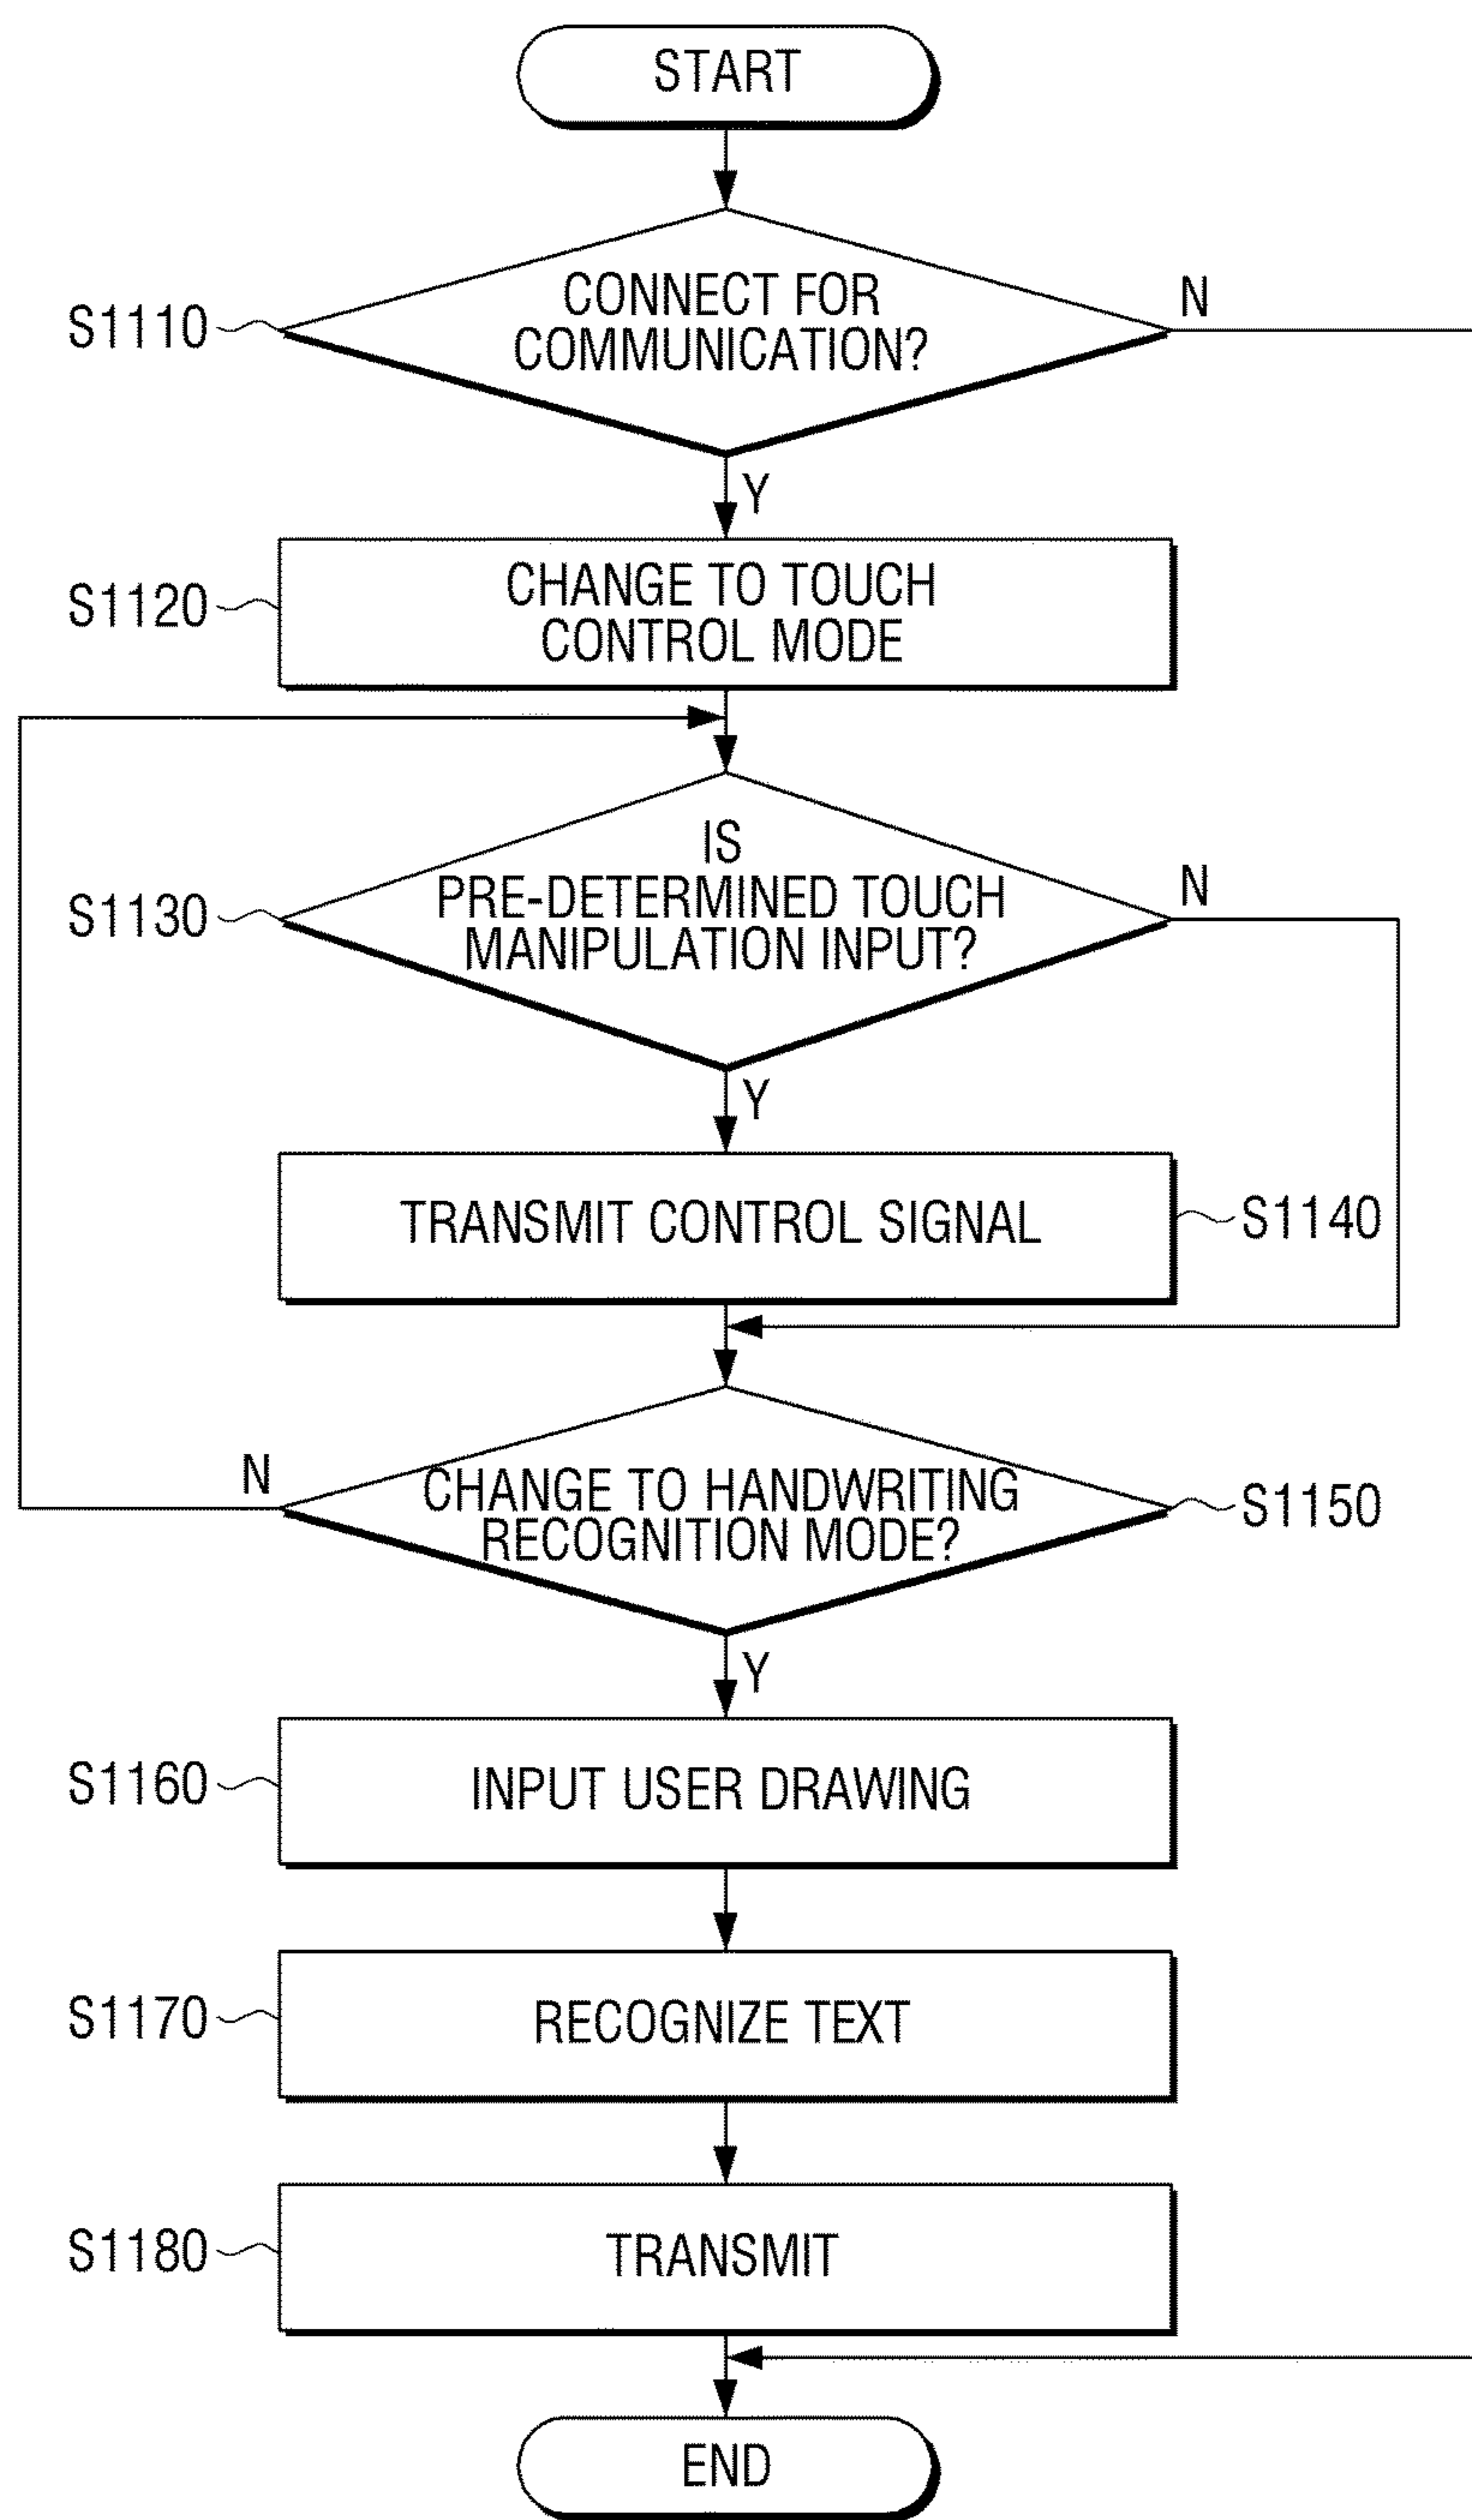 START
CONNECT FOR
COMMUNICATION?
N
S1110
Y
CHANGE TO TOUCH
CONTROL MODE
S1120
IS
PRE-DETERMINED TOUCH
MANIPULATION INPUT?
N
S1130
Y
TRANSMIT CONTROL SIGNAL
S1140
N
CHANGE TO HANDWRITING
RECOGNITION MODE?
S1150
Y
S1160
INPUT USER DRAWING
S1170
RECOGNIZE TEXT
S1180
TRANSMIT
END